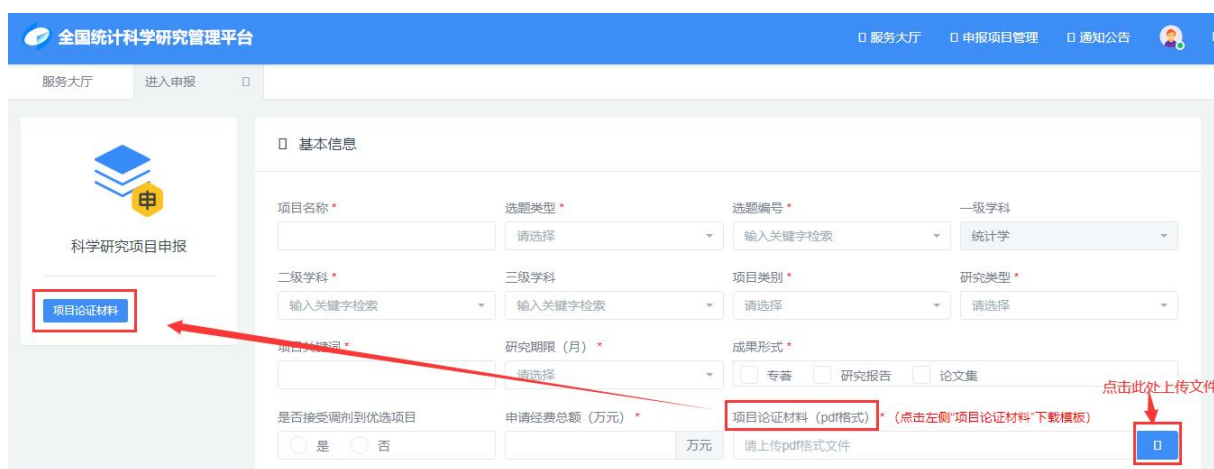 全国统计科学研究管理平台
服务大厅 申报项目管理 通知公告
服务大厅 进入申报
基本信息
项目名称 * 选题类型 * 选题编号 * 一级学科
请选择 输入关键字检索 统计学
科学研究项目申报
二级学科 * 三级学科 项目类别 * 研究类型 *
输入关键字检索 输入关键字检索 请选择 请选择
项目论证材料
项目关键词 * 研究期限（月） * 成果形式 *
请选择 专著 研究报告 论文集
点击此处上传文件
是否接受调剂到优选项目 申请经费总额（万元） * 项目论证材料（pdf格式） * （点击左侧“项目论证材料”下载模板）
是 否 万元 请上传pdf格式文件